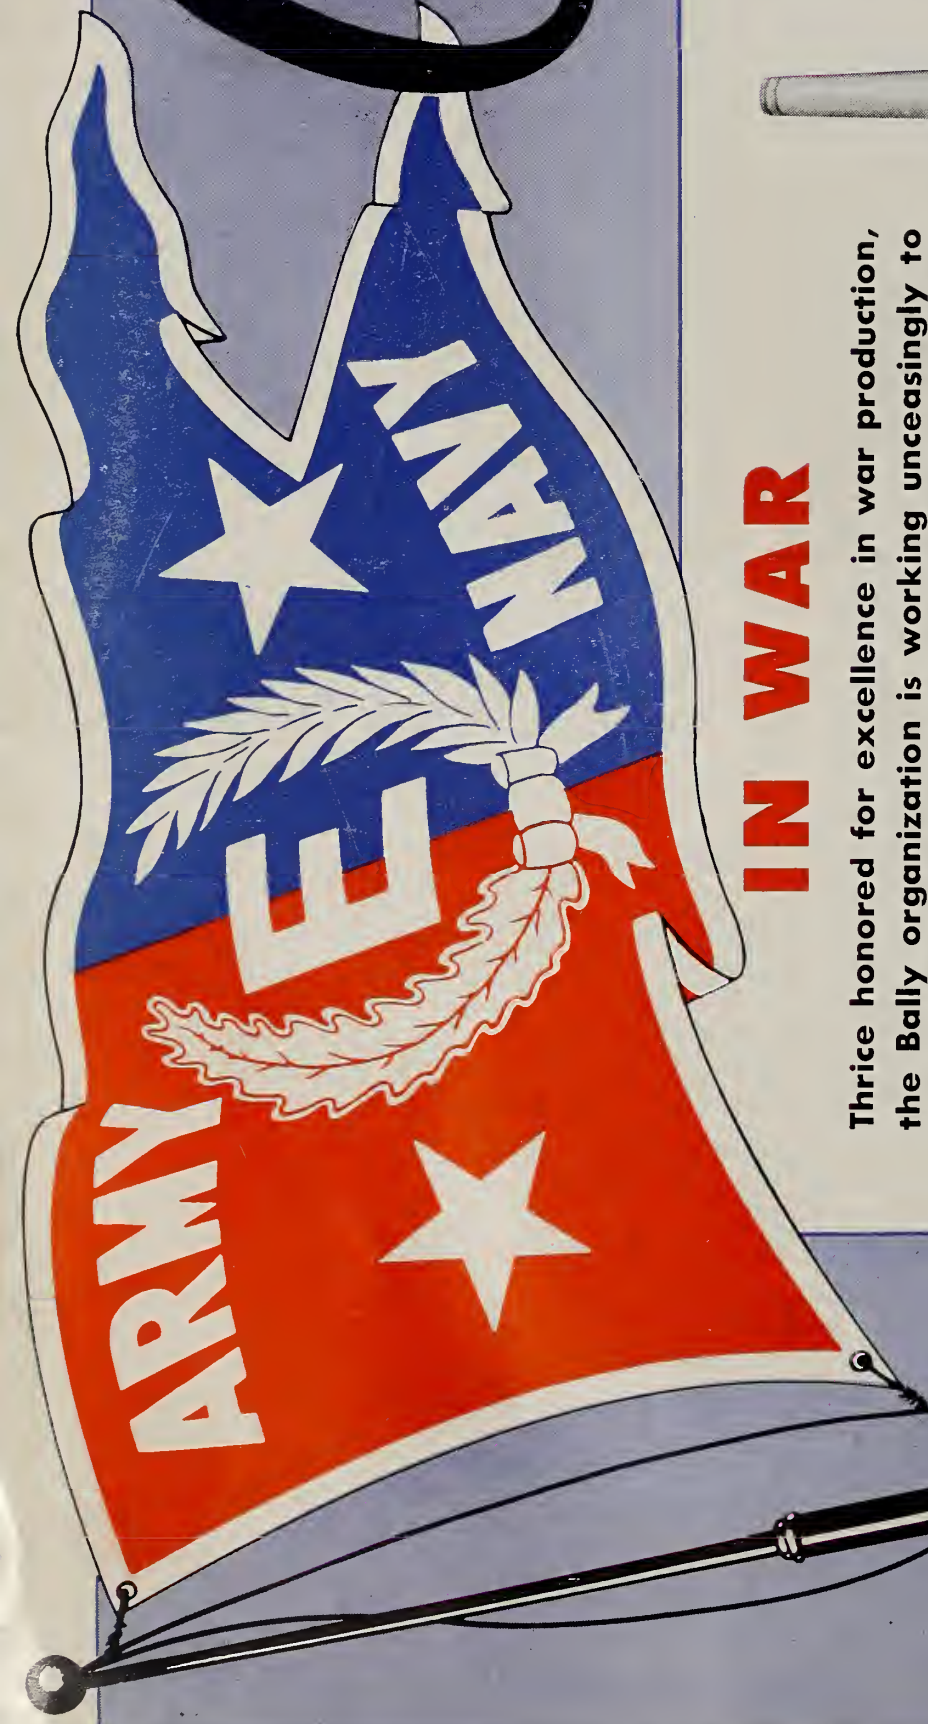 ARMY
E
NAVY
IN WAR
Thrice honored for excellence in war production,
the Bally organization is working unceasingly to